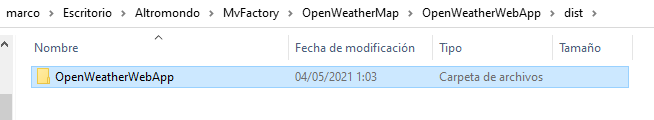 marco > Escritorio > Altromondo > MvFactory > OpenWeatherMap > OpenWeatherWebApp > dist >
Nombre Fecha de modificación Tipo Tamaño
OpenWeatherWebApp 04/05/2021 1:03 Carpeta de archivos